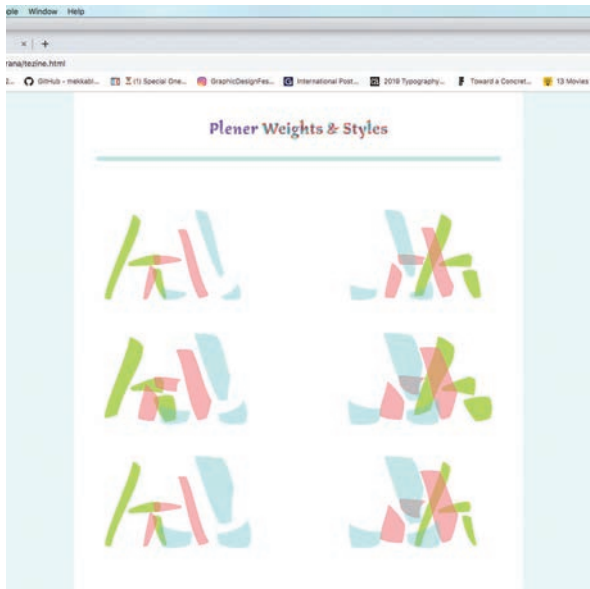 Window Help
rana/tezine.html
GitHub - mekkabl... (1) Special One... GraphicDesignFes... International Post... 2018 Typography... Toward a Concret... 13 Movies
Plener Weights & Styles